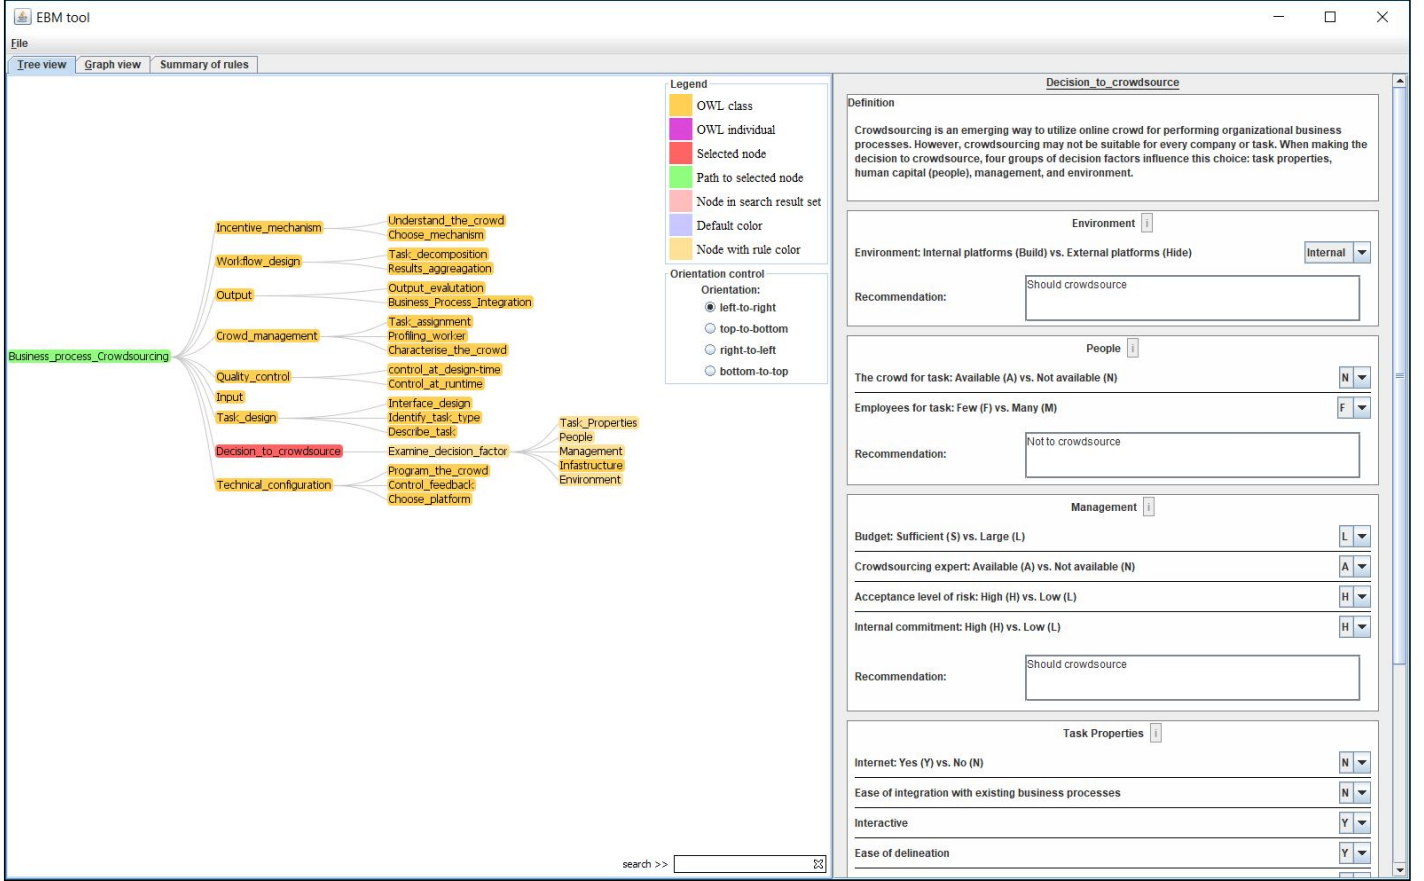 EBM tool
File
Tree view
Graph view
Summary of rules
Business_process_Crowdsourcing
Incentive_mechanism
Understand_the_crowd
Choose_mechanism
Workflow_design
Task_decomposition
Results_aggreagation
Output
Output_evalutation
Business_Process_Integration
Crowd_management
Task_assignment
Profiling_worker
Characterise_the_crowd
Quality_control
control_at_design-time
Control_at_runtime
Input
Task_design
Interface_design
Identify_task_type
Describe_task
Decision_to_crowdsource
Examine_decision_factor
Task_Properties
People
Management
Infastructure
Environment
Technical_configuration
Program_the_crowd
Control_feedback
Choose_platform
Legend
OWL class
OWL individual
Selected node
Path to selected node
Node in search result set
Default color
Node with rule color
Orientation control
Orientation:
left-to-right
top-to-bottom
right-to-left
bottom-to-top
search >>
Decision_to_crowdsource
Definition
Crowdsourcing is an emerging way to utilize online crowd for performing organizational business
processes. However, crowdsourcing may not be suitable for every company or task. When making the
decision to crowdsource, four groups of decision factors influence this choice: task properties,
human capital (people), management, and environment.
Environment i
Environment: Internal platforms (Build) vs. External platforms (Hide) Internal
Recommendation: Should crowdsource
People i
The crowd for task: Available (A) vs. Not available (N) N
Employees for task: Few (F) vs. Many (M) F
Recommendation: Not to crowdsource
Management i
Budget: Sufficient (S) vs. Large (L) L
Crowdsourcing expert: Available (A) vs. Not available (N) A
Acceptance level of risk: High (H) vs. Low (L) H
Internal commitment: High (H) vs. Low (L) H
Recommendation: Should crowdsource
Task Properties i
Internet: Yes (Y) vs. No (N) N
Ease of integration with existing business processes N
Interactive Y
Ease of delineation Y